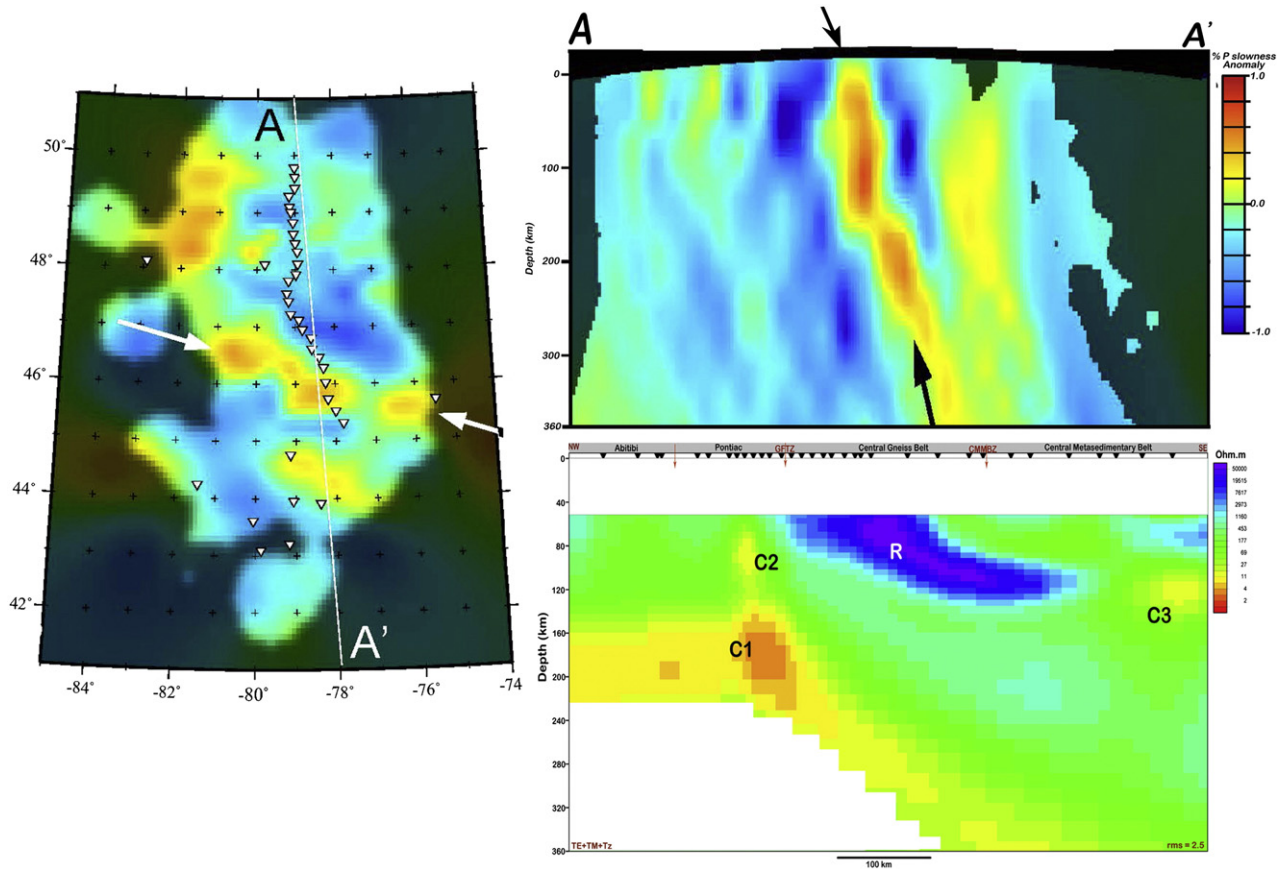 A
A'
% P slowness
Anomaly
1.0
0.0
-1.0
0
100
200
300
360
Depth (km)
A
A'
50°
48°
46°
44°
42°
-84°
-82°
-80°
-78°
-76°
-74
NW
Abitibi
Pontiac
GFTZ
Central Gneiss Belt
CMMBZ
Central Metasedimentary Belt
SE
Ohm.m
50000
19515
7617
2973
1160
453
177
69
27
11
4
2
0
40
80
120
160
200
240
280
320
360
Depth (km)
R
C2
C3
C1
TE+TM+Tz
rms = 2.5
100 km